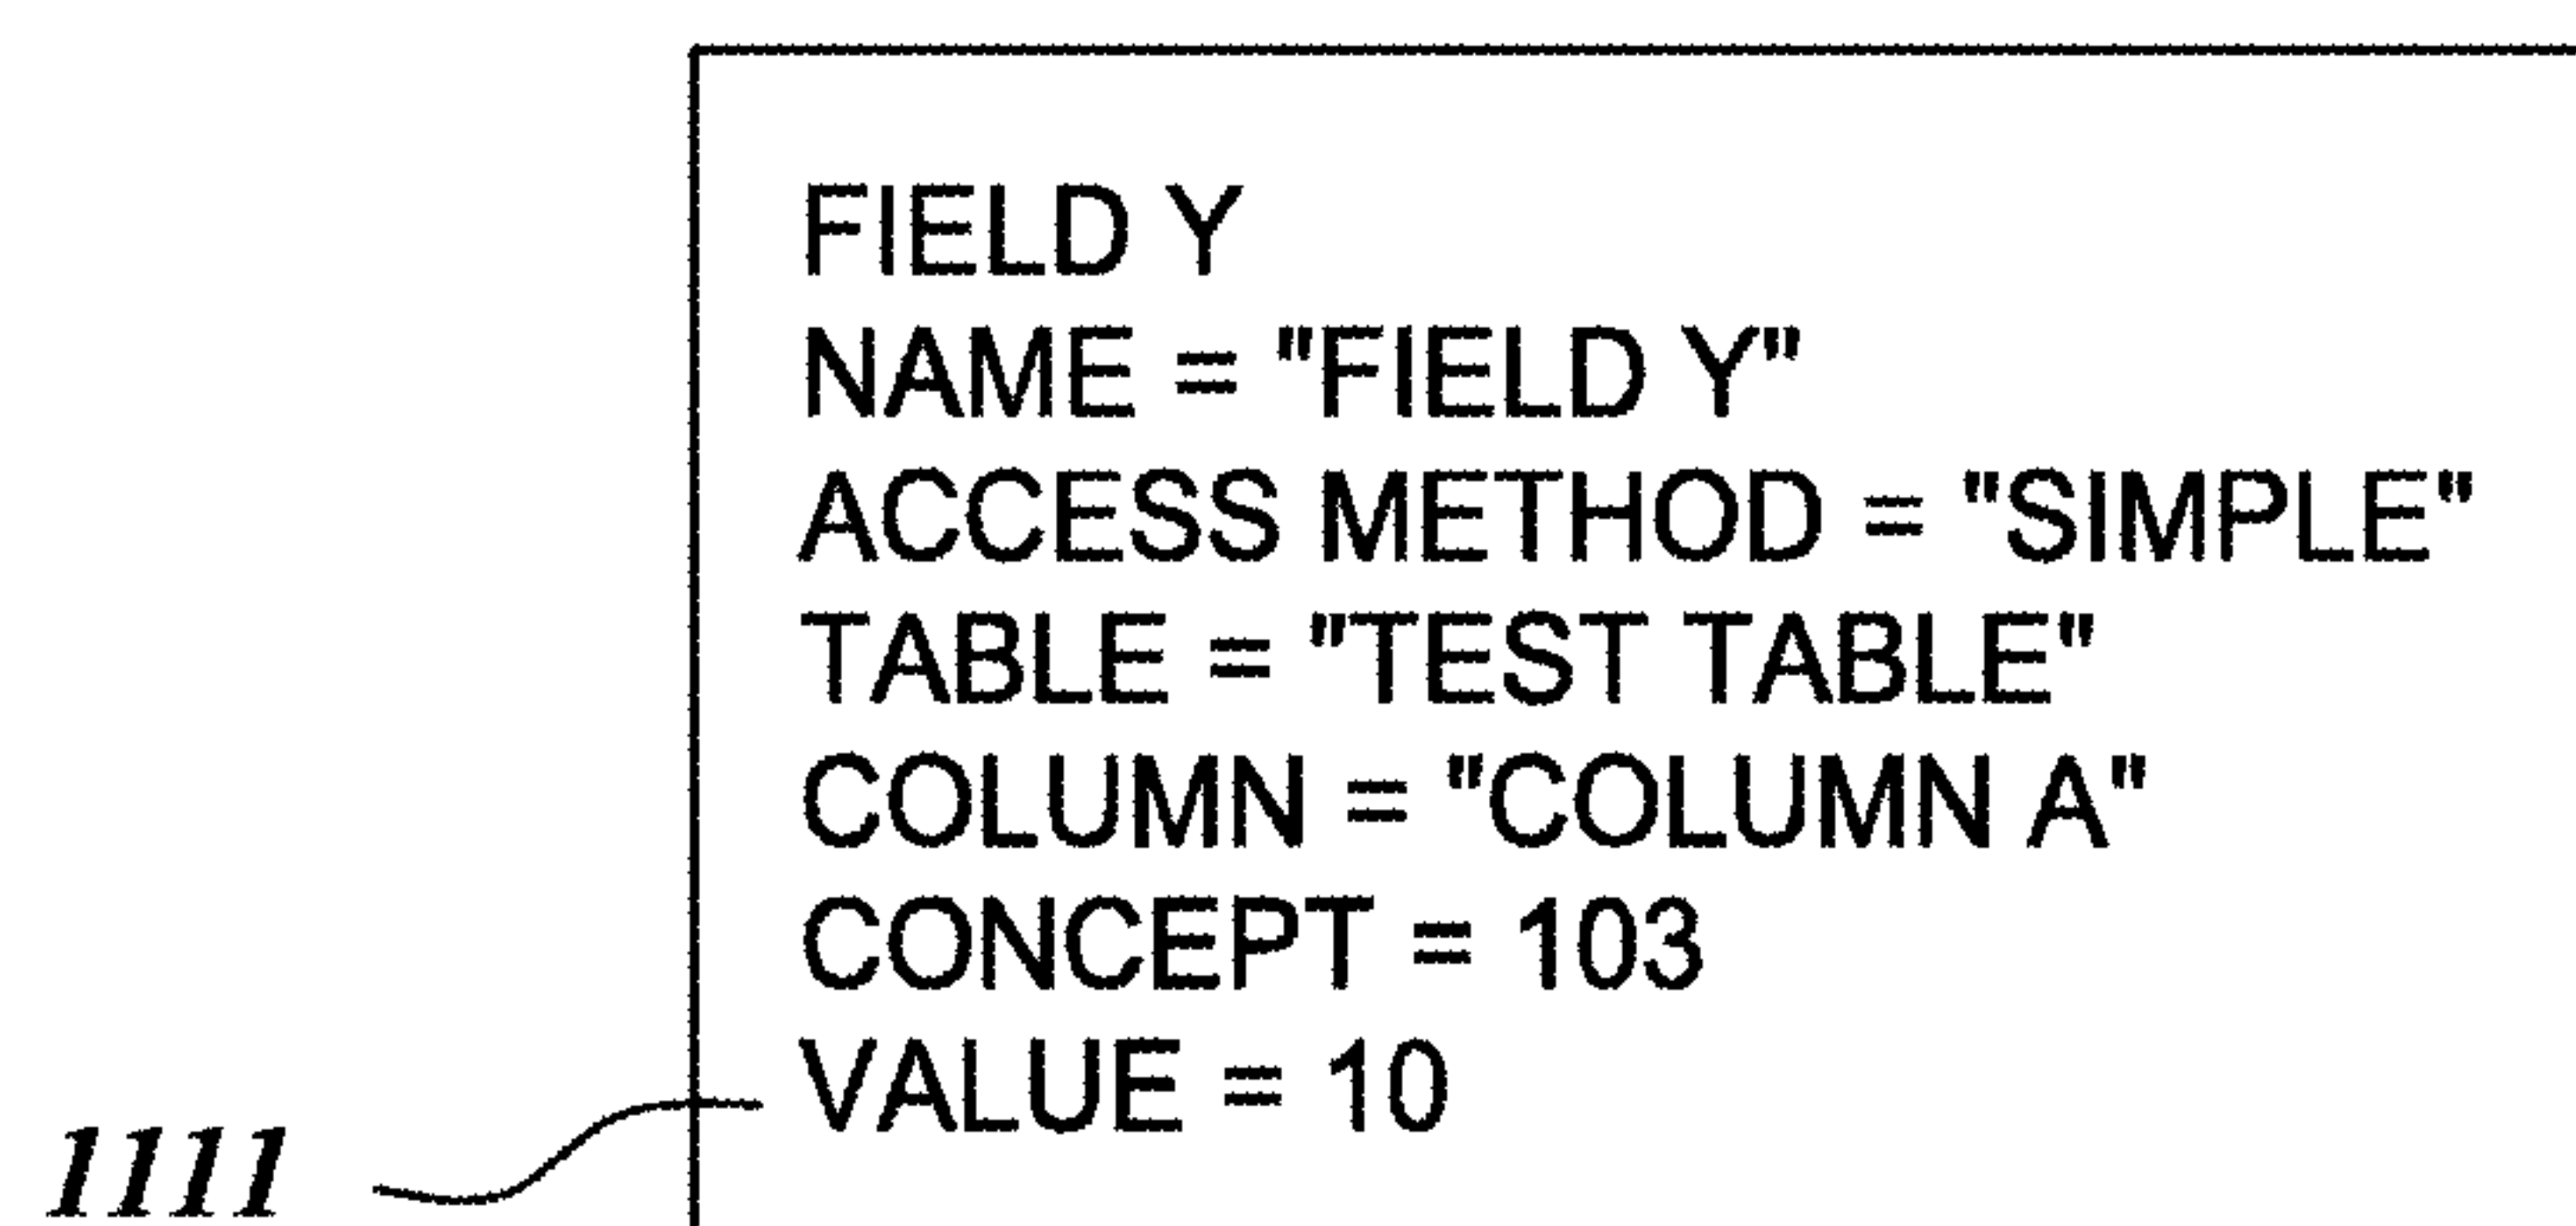 FIELD Y
NAME = "FIELD Y"
ACCESS METHOD = "SIMPLE"
TABLE = "TEST TABLE"
COLUMN = "COLUMN A"
CONCEPT = 103
VALUE = 10
1111